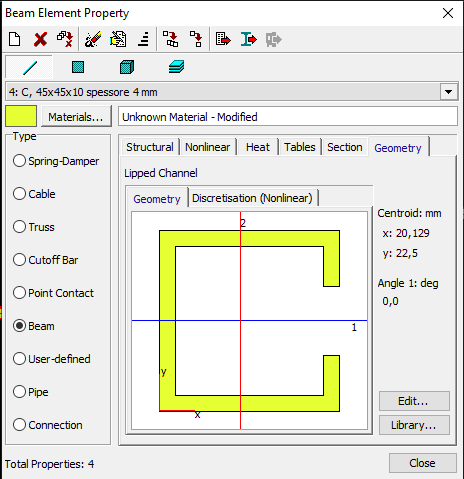 Beam Element Property
4: C, 45x45x10 spessore 4 mm
Materials...
Unknown Material - Modified
Type
Spring-Damper
Cable
Truss
Cutoff Bar
Point Contact
Beam
User-defined
Pipe
Connection
Structural Nonlinear Heat Tables Section Geometry
Lipped Channel
Geometry Discretisation (Nonlinear)
2
1
y
x
Centroid: mm
x: 20,129
y: 22,5
Angle 1: deg
0,0
Edit...
Library...
Total Properties: 4
Close